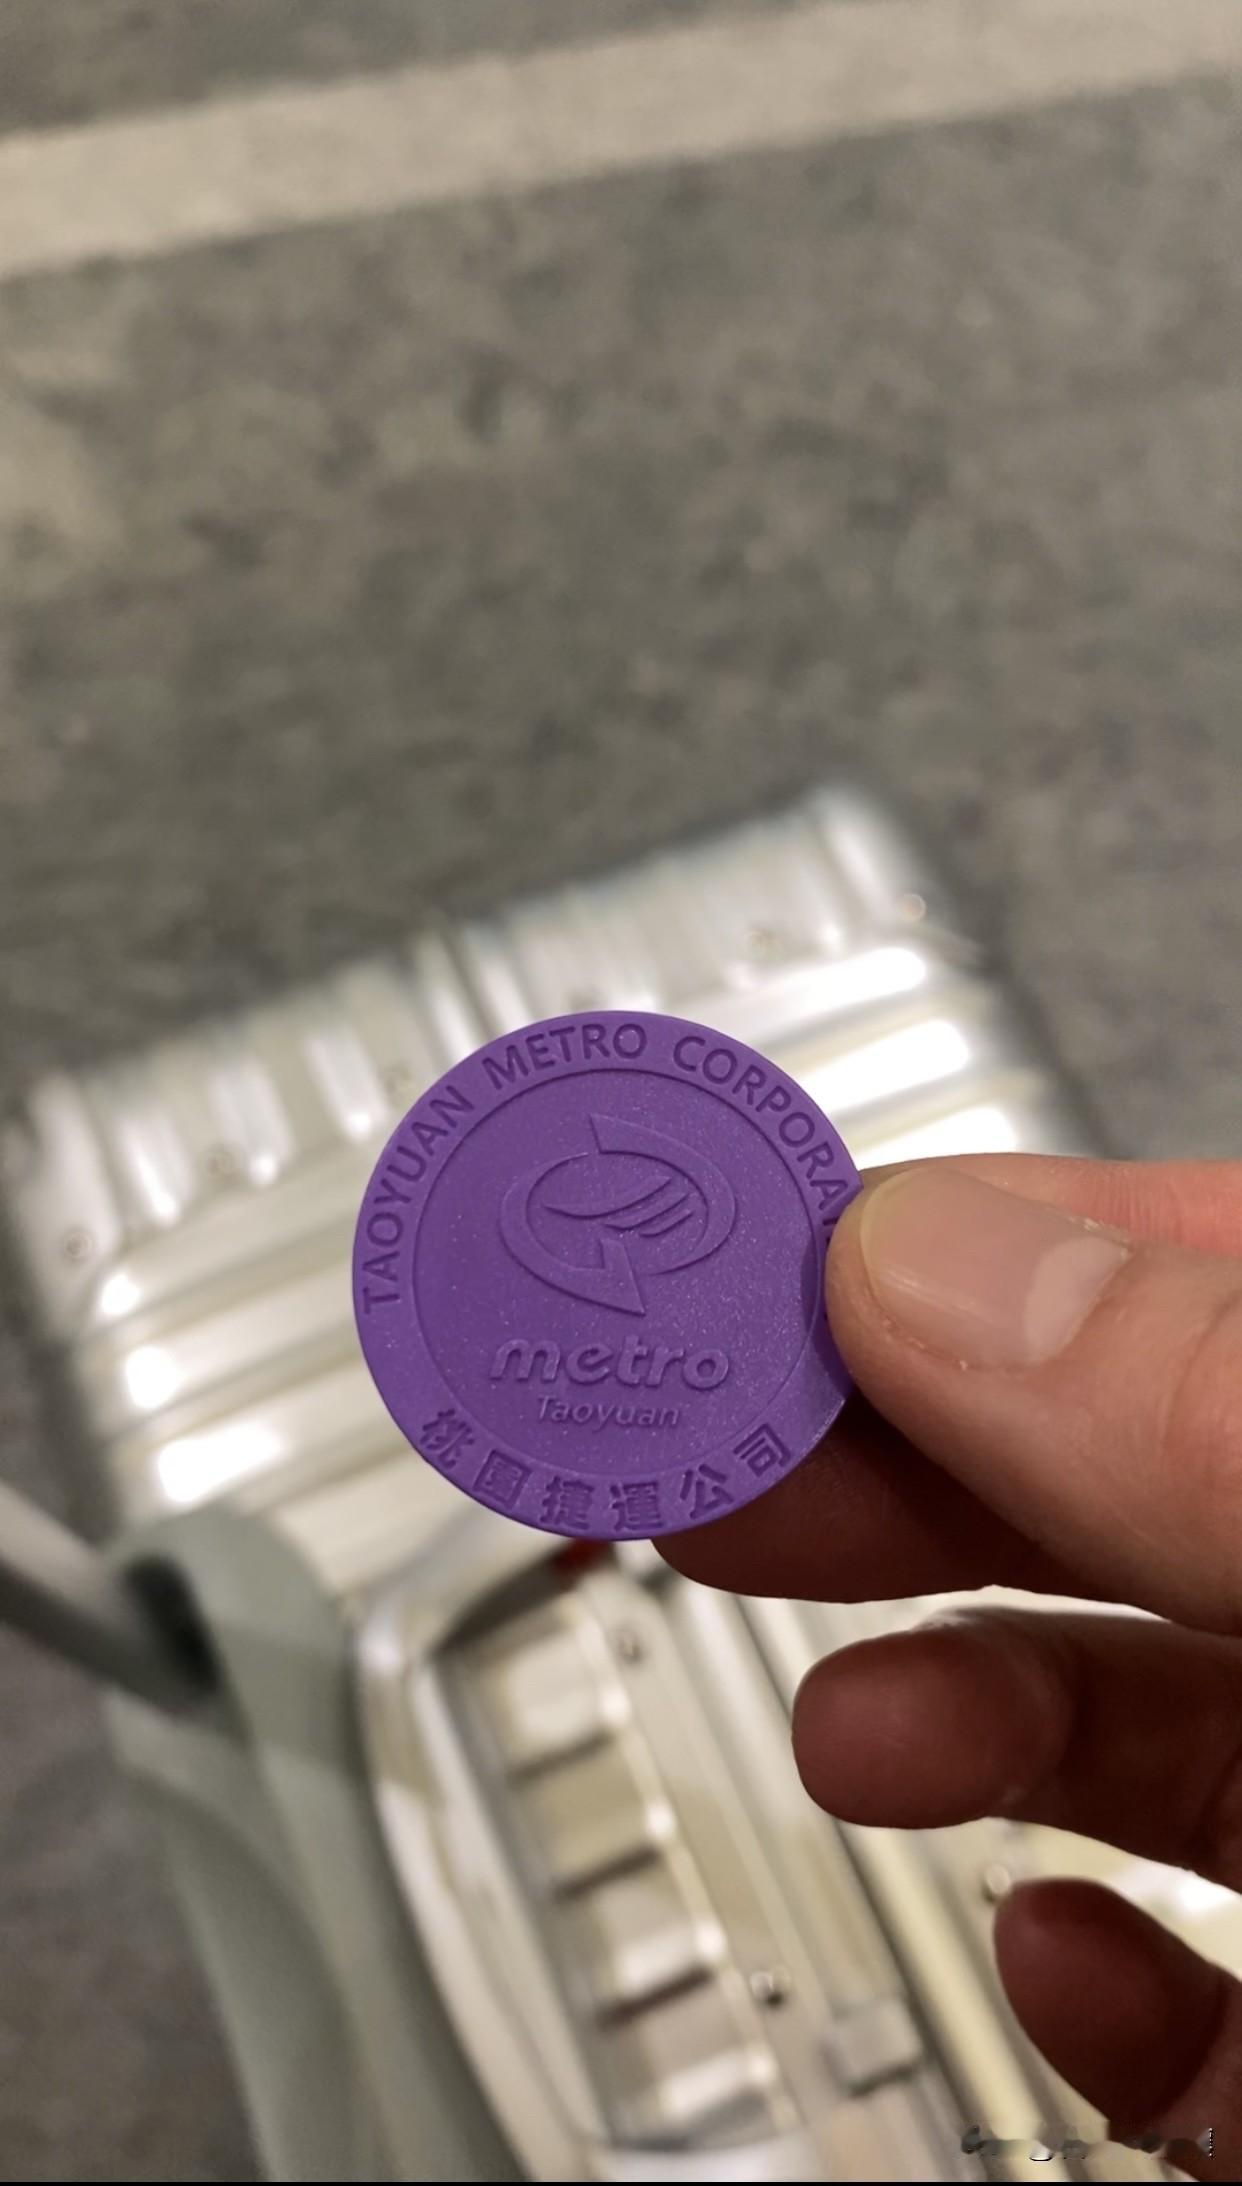 TAOYUAN METRO CORPORA
metro
Taoyuan
桃園捷運公司